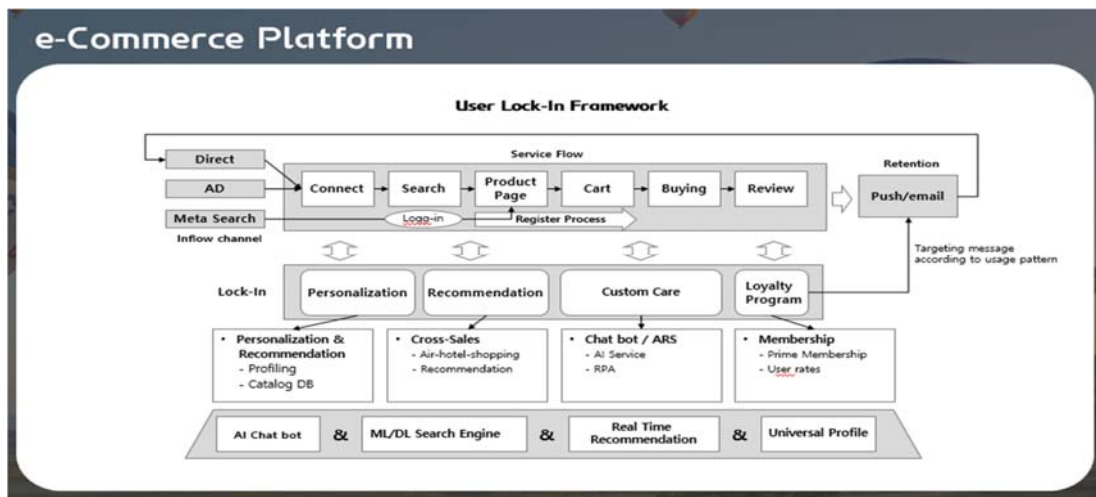 e-Commerce Platform
User Lock-In Framework
Service Flow
Direct
AD
Meta Search
Inflow channel
Connect
Search
Product
Page
Cart
Buying
Review
Logg-in
Register Process
Retention
Push/email
Targeting message
according to usage pattern
Lock-In
Personalization
Recommendation
Custom Care
Loyalty
Program
• Personalization &
Recommendation
- Profiling
- Catalog DB
• Cross-Sales
- Air-hotel-shopping
- Recommendation
• Chat bot / ARS
- AI Service
- RPA
• Membership
- Prime Membership
- User rates
AI Chat bot
&
ML/DL Search Engine
&
Real Time
Recommendation
&
Universal Profile